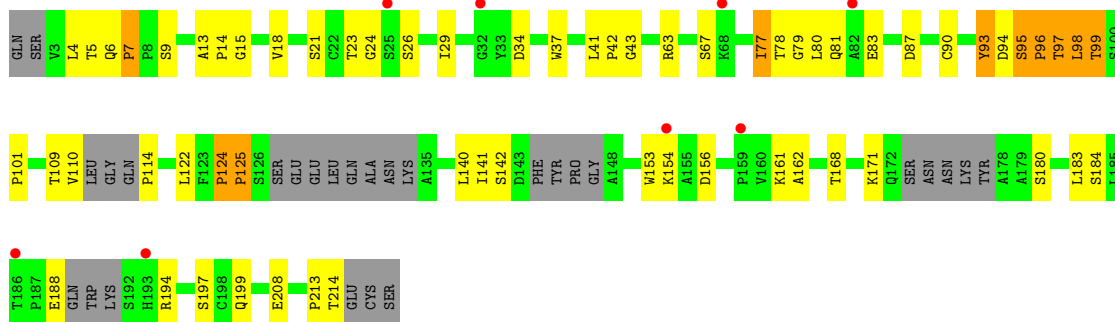 GLN SER V3 L4 T5 Q6 P7 P8 S9 A13 P14 G15 V18 S21 C22 T23 G24 S25 S26 I29 G32 Y33 D34 W37 L41 P42 G43 R63 S67 K68 I77 T78 G79 L80 Q81 A82 E83 D87 C90 Y93 D94 S95 P96 T97 L98 T99 S100
P101 T109 V110 LEU GLY GLN P114 L122 F123 P124 P125 S126 SER GLU GLU LEU GLN ALA ASN LYS A135 L140 I141 S142 D143 PHE TYR PRO GLY A148 W153 K154 A155 D156 P159 V160 K161 A162 T168 K171 Q172 SER ASN ASN LYS TYR A178 A179 S180 L183 S184 L185
T186 P187 E188 GLN TRP LYS S192 H193 R194 S197 C198 Q199 E208 P213 T214 GLU CYS SER